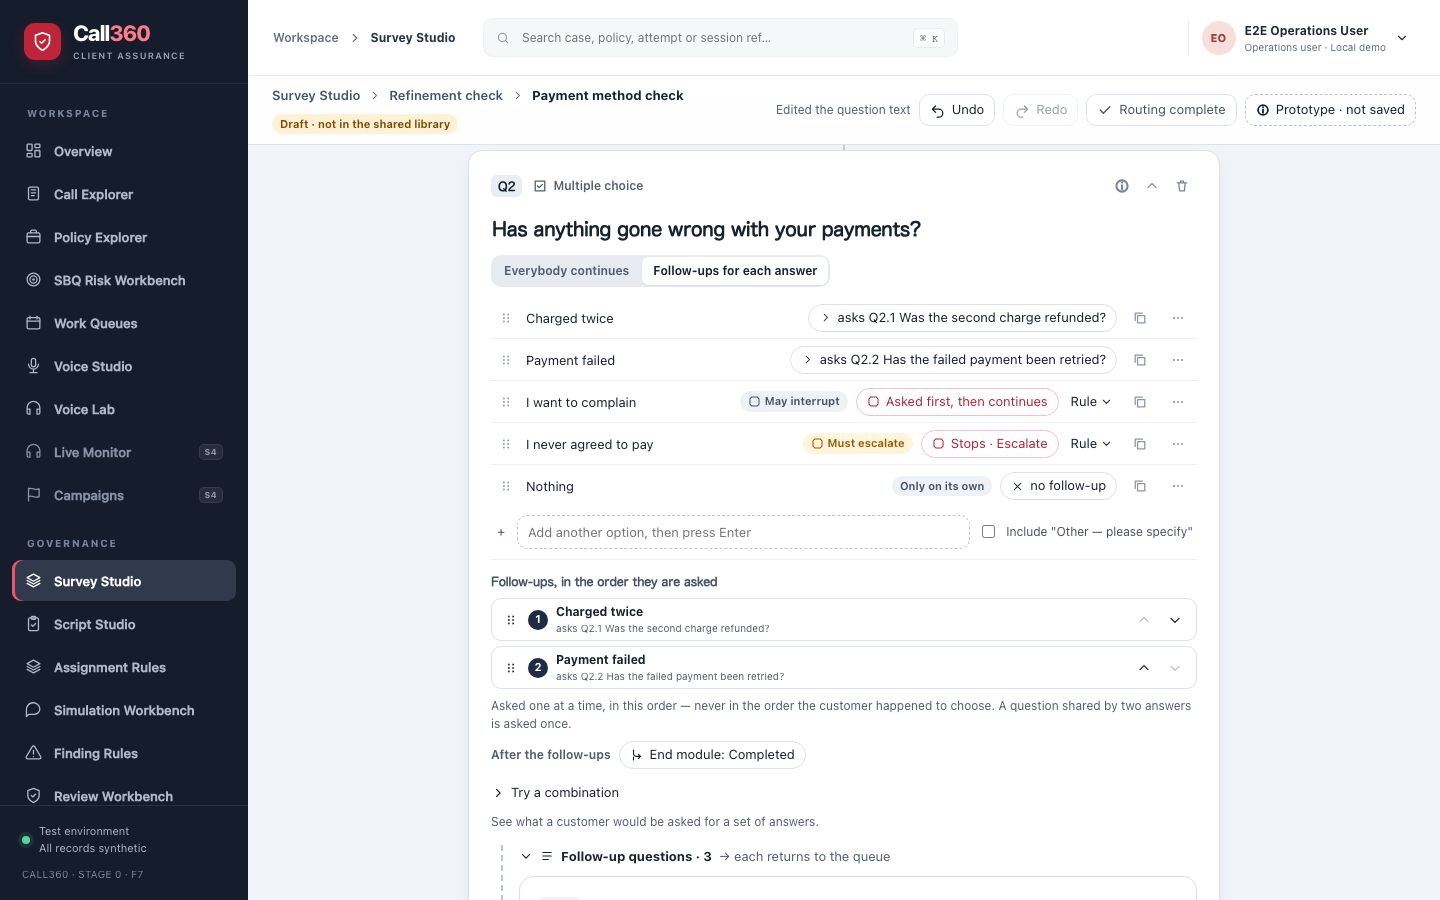 Call360
CLIENT ASSURANCE
WORKSPACE
Overview
Call Explorer
Policy Explorer
SBQ Risk Workbench
Work Queues
Voice Studio
Voice Lab
Live Monitor S4
Campaigns S4
GOVERNANCE
Survey Studio
Script Studio
Assignment Rules
Simulation Workbench
Finding Rules
Review Workbench
Test environment
All records synthetic
CALL360 · STAGE 0 · F7
Workspace > Survey Studio
Search case, policy, attempt or session ref...
⌘ K
EO
E2E Operations User
Operations user · Local demo
Survey Studio > Refinement check > Payment method check
Draft · not in the shared library
Edited the question text
Undo
Redo
Routing complete
Prototype · not saved
Q2 Multiple choice
Has anything gone wrong with your payments?
Everybody continues Follow-ups for each answer
Charged twice asks Q2.1 Was the second charge refunded?
Payment failed asks Q2.2 Has the failed payment been retried?
I want to complain May interrupt Asked first, then continues Rule
I never agreed to pay Must escalate Stops · Escalate Rule
Nothing Only on its own no follow-up
+ Add another option, then press Enter Include "Other — please specify"
Follow-ups, in the order they are asked
1 Charged twice
asks Q2.1 Was the second charge refunded?
2 Payment failed
asks Q2.2 Has the failed payment been retried?
Asked one at a time, in this order — never in the order the customer happened to choose. A question shared by two answers
is asked once.
After the follow-ups End module: Completed
Try a combination
See what a customer would be asked for a set of answers.
Follow-up questions · 3 → each returns to the queue